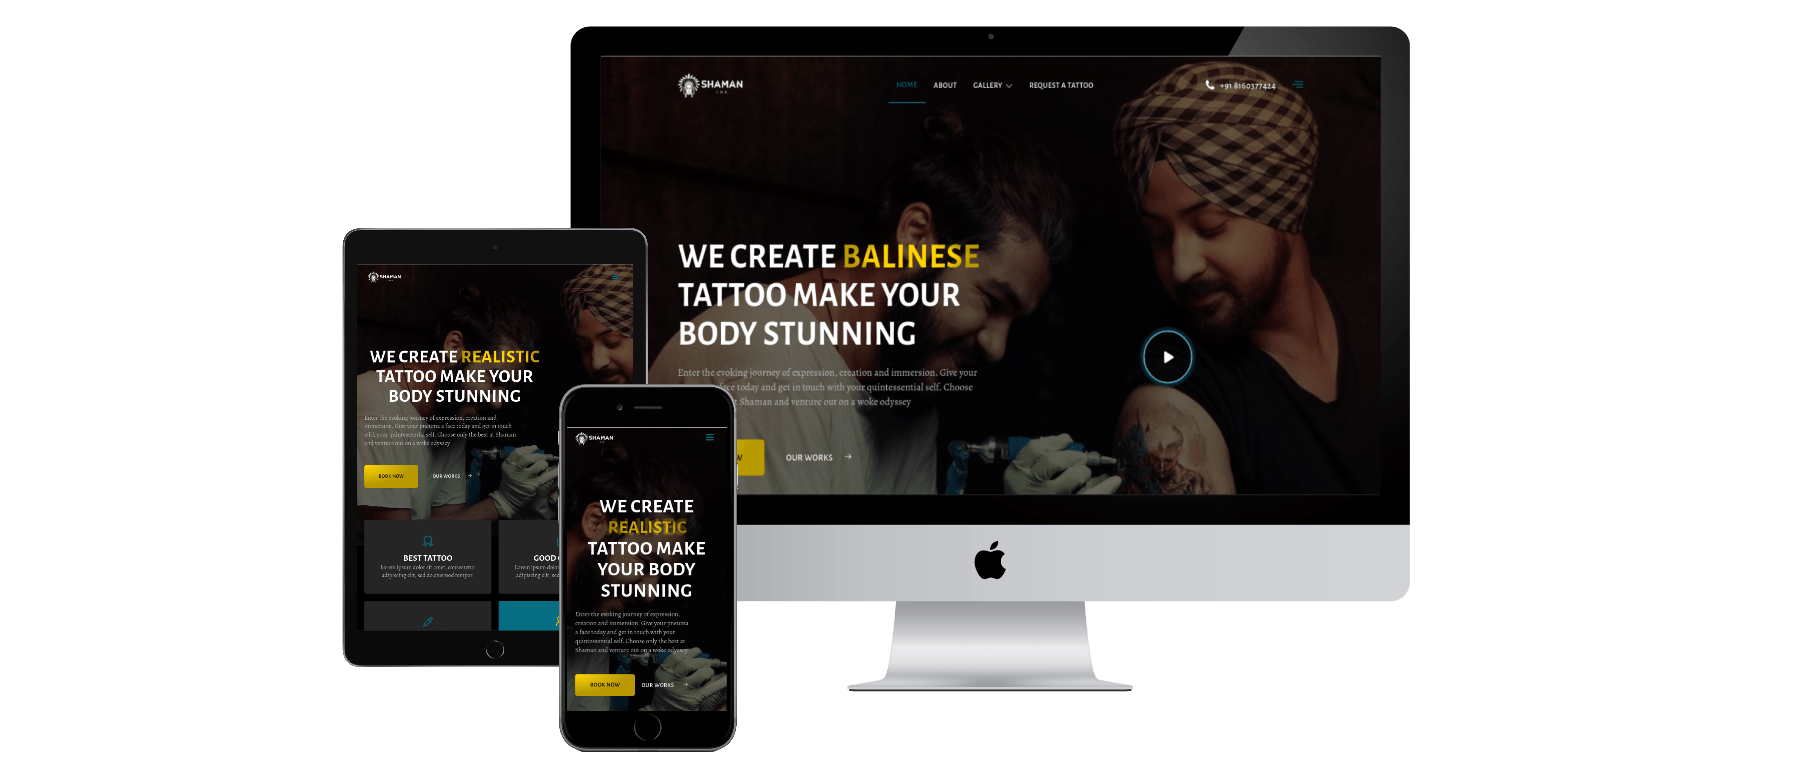 SHAMAN
INK
HOME
ABOUT
GALLERY
REQUEST A TATTOO
+91 8160377424
WE CREATE BALINESE
TATTOO MAKE YOUR
BODY STUNNING
Enter the evoking journey of expression, creation and immersion. Give your
face today and get in touch with your quintessential self. Choose
Shaman and venture out on a woke odyssey
OUR WORKS
SHAMAN
WE CREATE REALISTIC
TATTOO MAKE YOUR
BODY STUNNING
Enter the evoking journey of expression, creation and
immersion. Give your pneuma a face today and get in touch
with your quintessential self. Choose only the best at Shaman
and venture out on a woke odyssey
BOOK NOW
OUR WORKS
BEST TATTOO
Lorem ipsum dolor sit amet, consectetur
adipiscing elit, sed do eiusmod tempor.
GOOD
Lorem ipsum dolor
adipiscing elit, sed
SHAMAN
WE CREATE
REALISTIC
TATTOO MAKE
YOUR BODY
STUNNING
Enter the evoking journey of expression,
creation and immersion. Give your pneuma
a face today and get in touch with your
quintessential self. Choose only the best at
Shaman and venture out on a woke odyssey
BOOK NOW
OUR WORKS